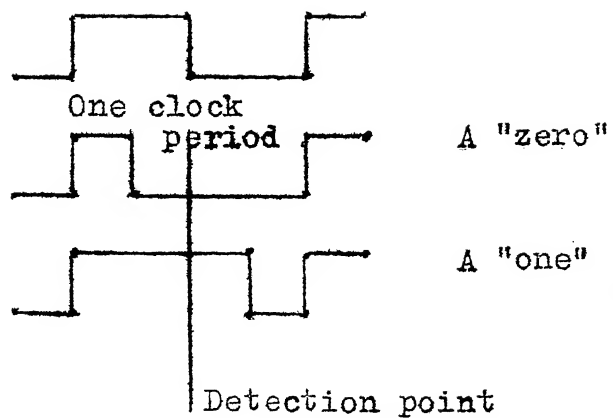 One clock
period
A "zero"
A "one"
Detection point